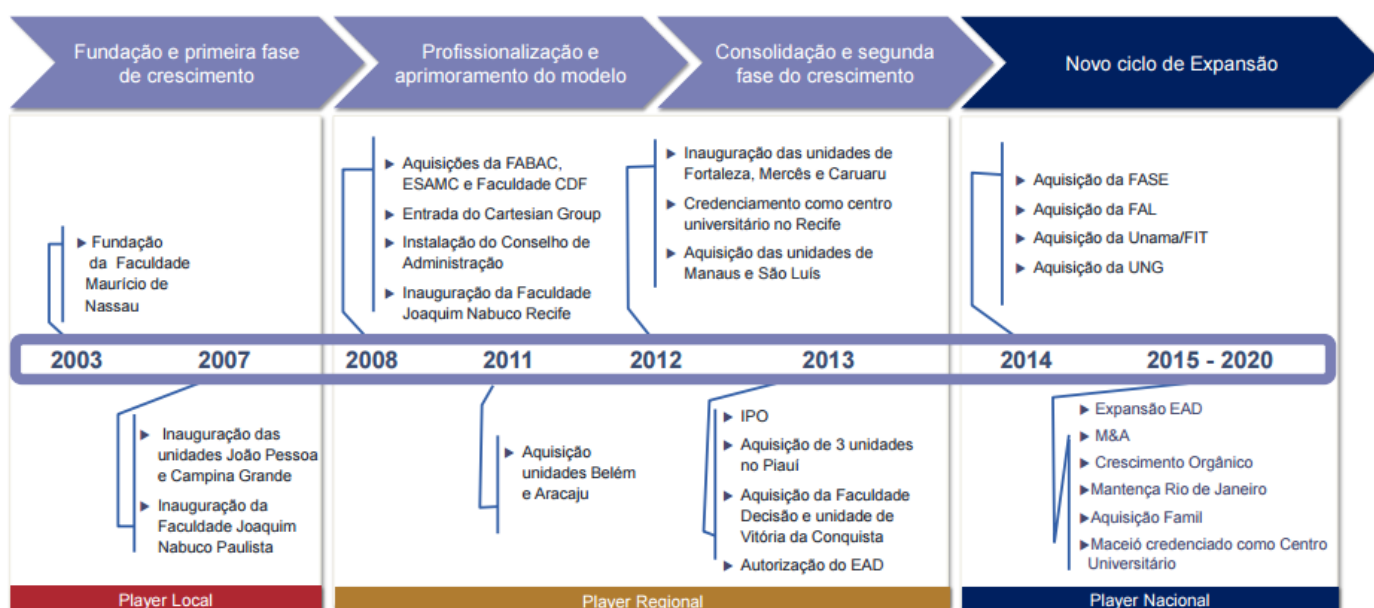 Fundação e primeira fase
de crescimento
Profissionalização e
aprimoramento do modelo
Consolidação e segunda
fase do crescimento
Novo ciclo de Expansão
► Fundação
da Faculdade
Maurício de
Nassau
► Aquisições da FABAC,
ESAMC e Faculdade CDF
► Entrada do Cartesian Group
► Instalação do Conselho de
Administração
► Inauguração da Faculdade
Joaquim Nabuco Recife
► Inauguração das unidades de
Fortaleza, Mercês e Caruaru
► Credenciamento como centro
universitário no Recife
► Aquisição das unidades de
Manaus e São Luís
► Aquisição da FASE
► Aquisição da FAL
► Aquisição da Unama/FIT
► Aquisição da UNG
2003 2007 2008 2011 2012 2013 2014 2015 - 2020
► Inauguração das
unidades João Pessoa
e Campina Grande
► Inauguração da
Faculdade Joaquim
Nabuco Paulista
► Aquisição
unidades Belém
e Aracaju
► IPO
► Aquisição de 3 unidades
no Piauí
► Aquisição da Faculdade
Decisão e unidade de
Vitória da Conquista
► Autorização do EAD
► Expansão EAD
► M&A
► Crescimento Orgânico
►Mantença Rio de Janeiro
►Aquisição Famil
►Maceió credenciado como Centro
Universitário
Player Local
Player Regional
Player Nacional